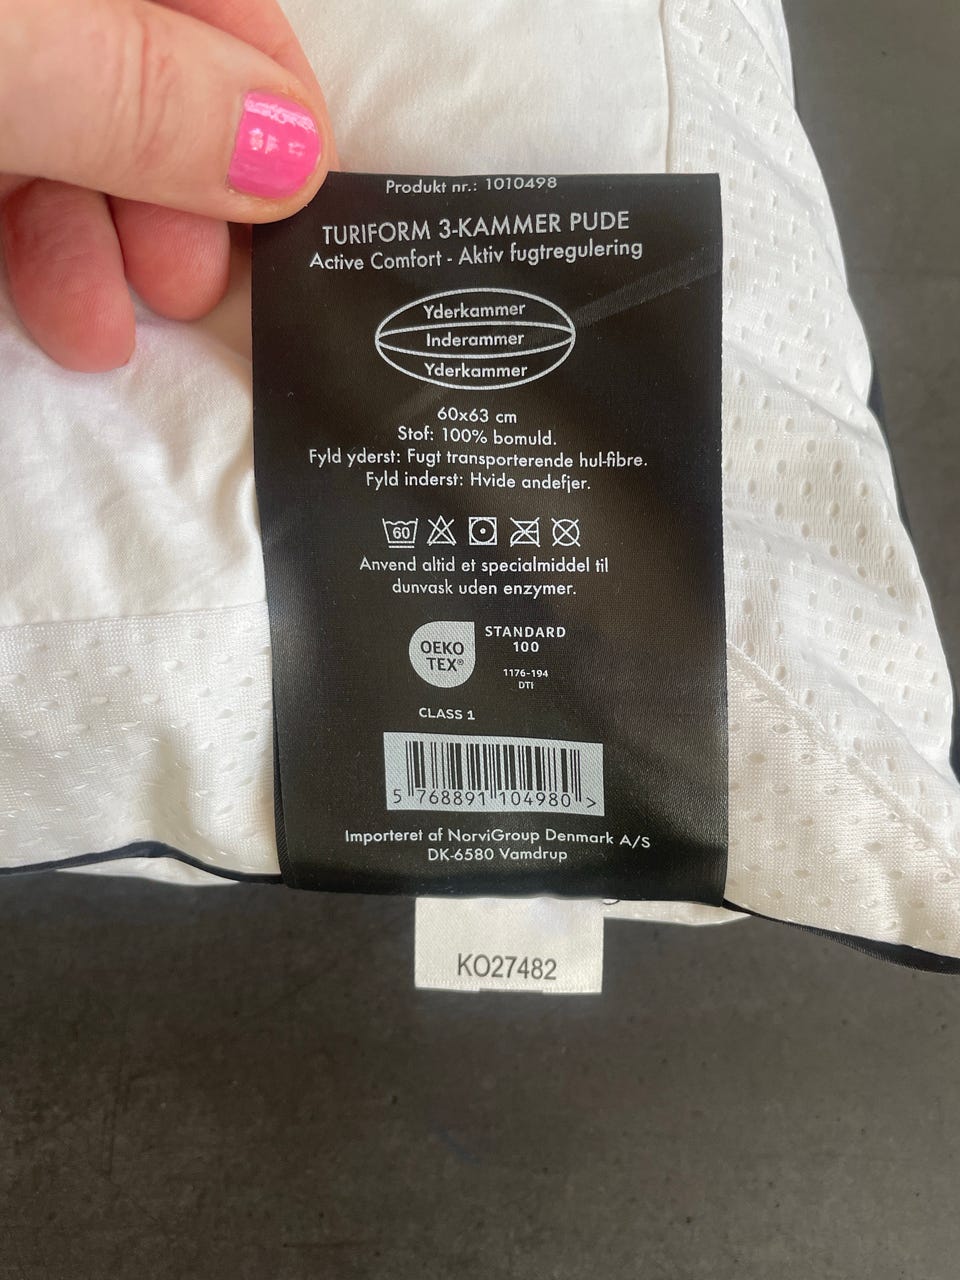 Produkt nr.: 1010498
TURIFORM 3-KAMMER PUDE
Active Comfort - Aktiv fugtregulering
Yderkammer
Inderammer
Yderkammer
60x63 cm
Stof: 100% bomuld.
Fyld yderst: Fugt transporterende hul-fibre.
Fyld inderst: Hvide andefjer.
60
Anvend altid et specialmiddel til
dunvask uden enzymer.
OEKO
TEX®
STANDARD
100
1176-194
DTI
CLASS 1
5 768891 104980 >
Importeret af NorviGroup Denmark A/S
DK-6580 Vamdrup
KO27482